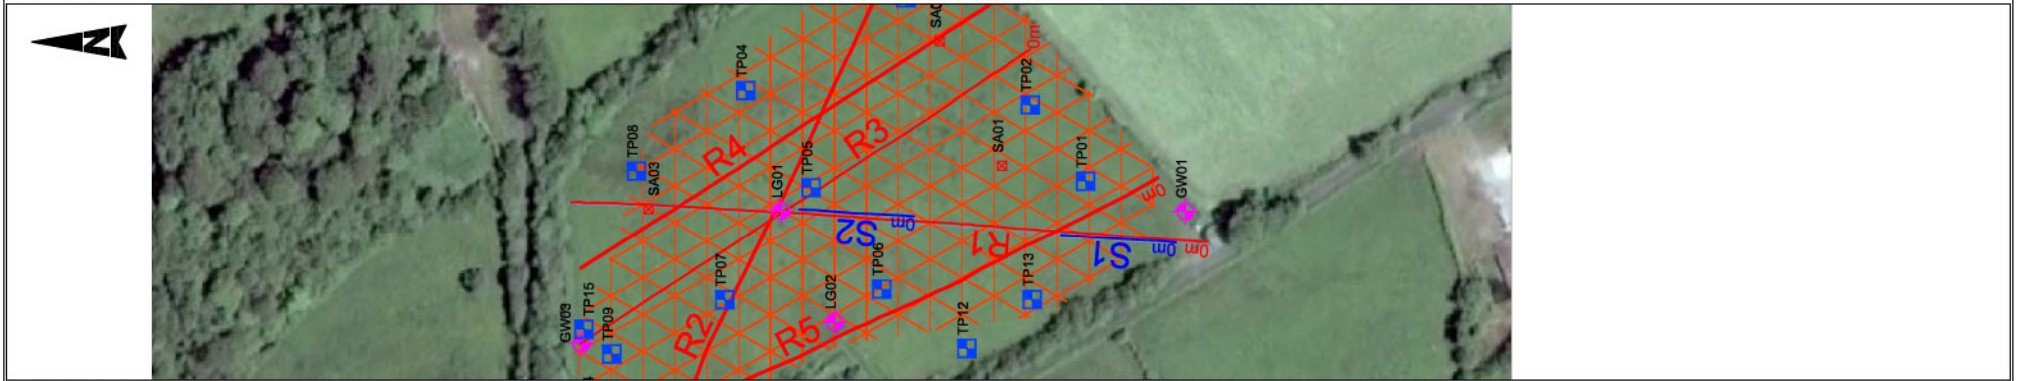 N
TP04
0m
TP02
TP08
SA03
R4
R3
SA01
TP05
LG01
TP01
0m
GW01
S2
0m
R1
S1
0m
0m
TP07
TP06
TP13
LG02
GW03
TP15
TP09
R2
R5
TP12